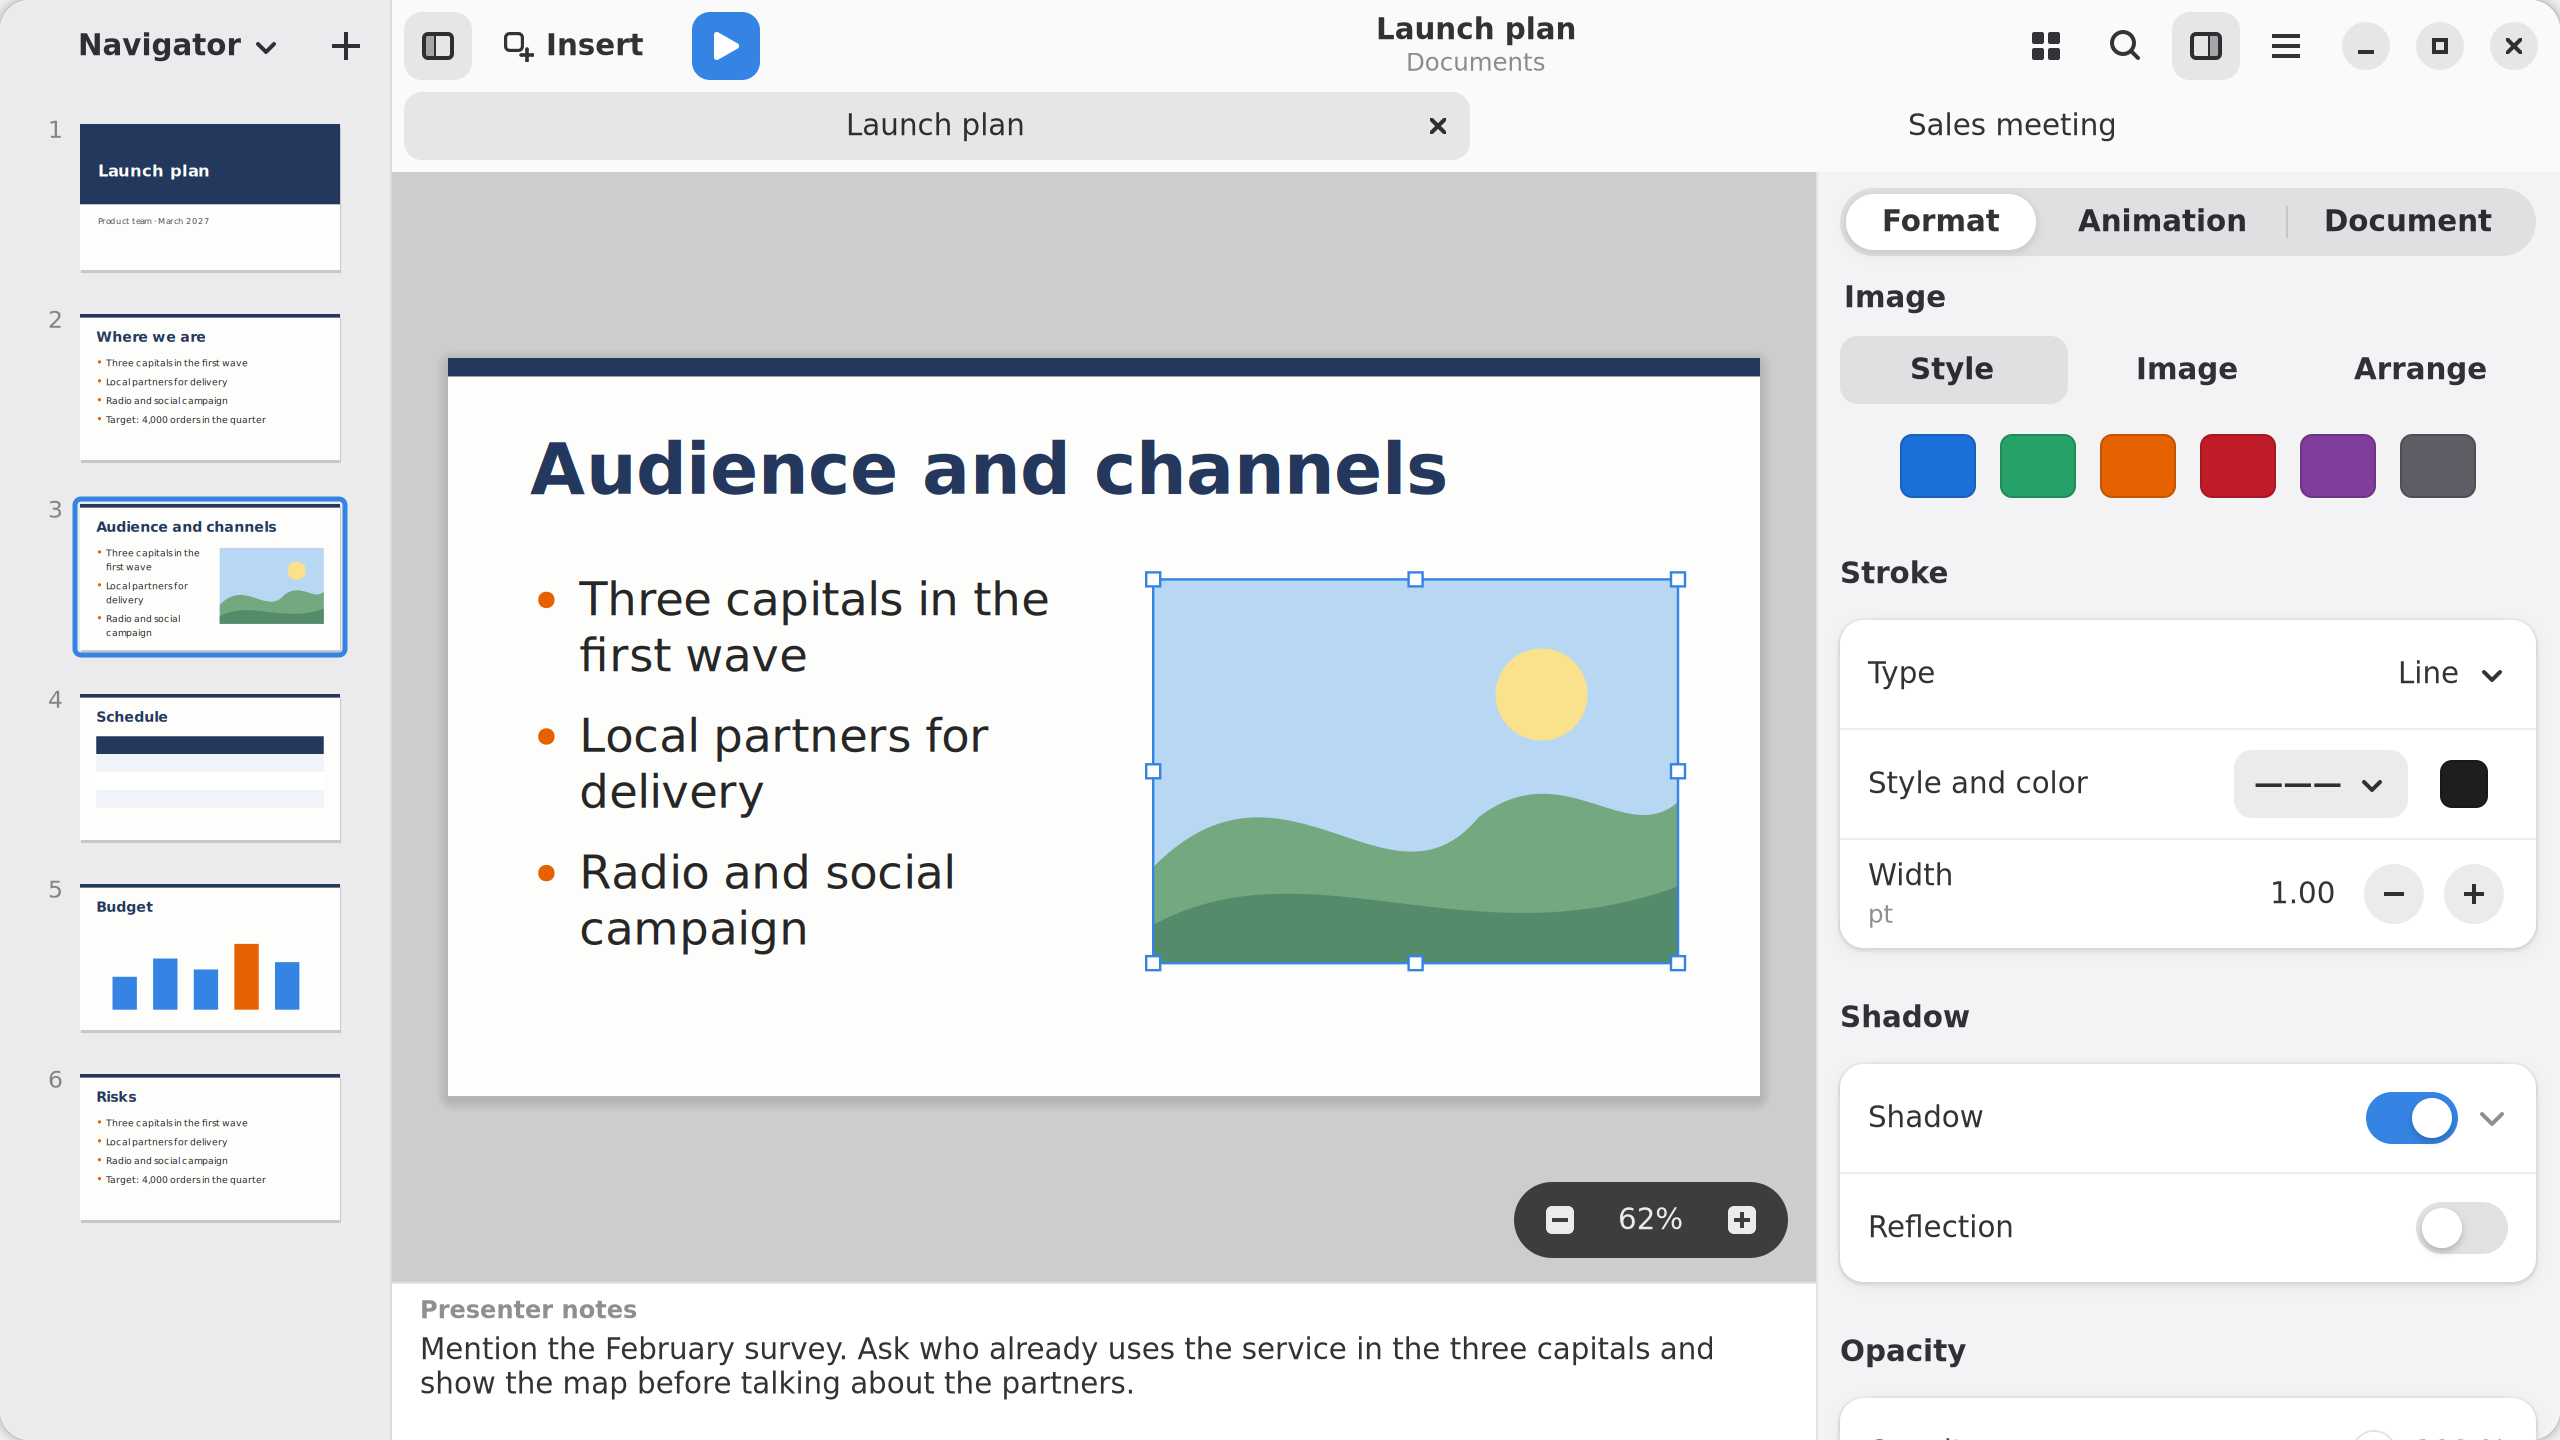 Navigator
Insert
Launch plan
Documents
Launch plan
Sales meeting
1
Launch plan
Product team · March 2027
2
Where we are
• Three capitals in the first wave
• Local partners for delivery
• Radio and social campaign
• Target: 4,000 orders in the quarter
3
Audience and channels
• Three capitals in the
first wave
• Local partners for
delivery
• Radio and social
campaign
4
Schedule
5
Budget
6
Risks
• Three capitals in the first wave
• Local partners for delivery
• Radio and social campaign
• Target: 4,000 orders in the quarter
Audience and channels
• Three capitals in the
first wave
• Local partners for
delivery
• Radio and social
campaign
62%
Presenter notes
Mention the February survey. Ask who already uses the service in the three capitals and
show the map before talking about the partners.
Format Animation Document
Image
Style Image Arrange
Stroke
Type Line
Style and color
Width 1.00
pt
Shadow
Shadow
Reflection
Opacity